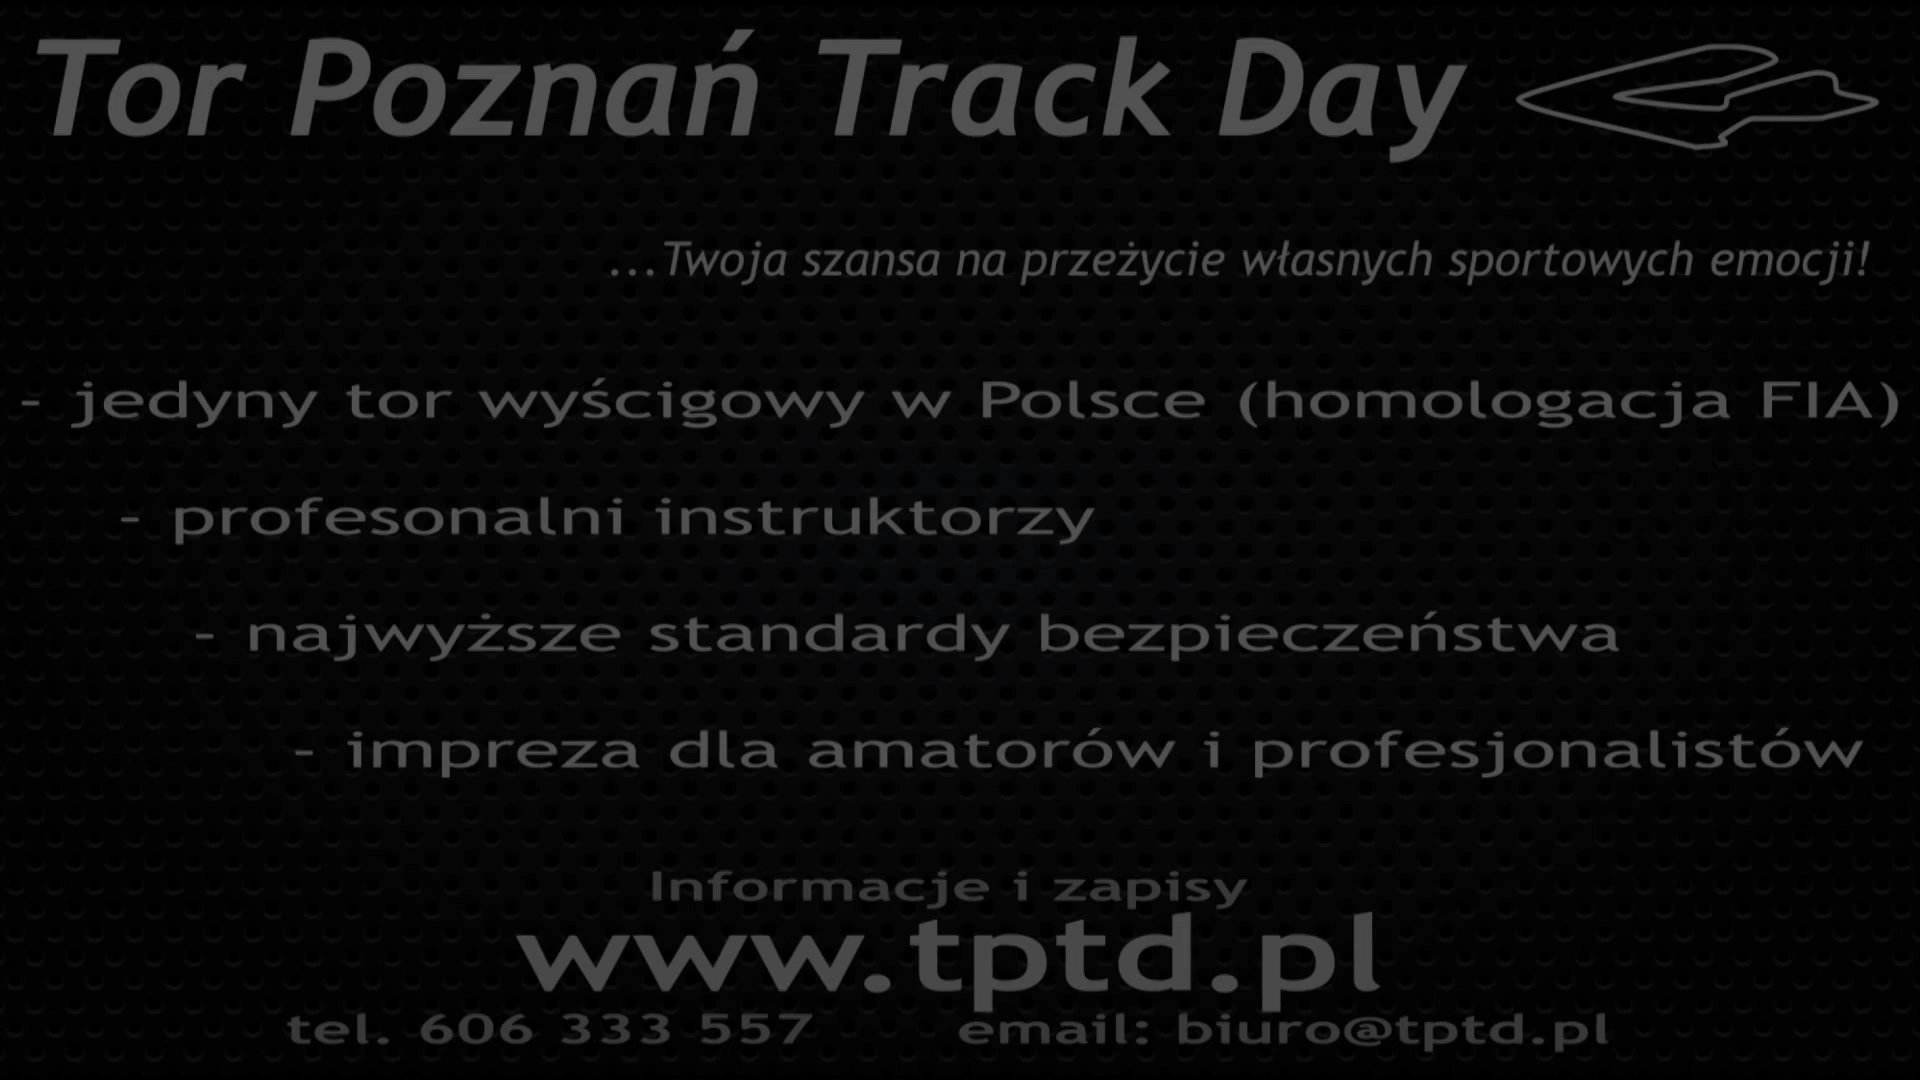 Tor Poznań Track Day
...Twoja szansa na przeżycie własnych sportowych emocji!
- jedyny tor wyścigowy w Polsce (homologacja FIA)
- profesonalni instruktorzy
- najwyższe standardy bezpieczeństwa
- impreza dla amatorów i profesjonalistów
Informacje i zapisy
www.tptd.pl
tel. 606 333 557 email: biuro@tptd.pl